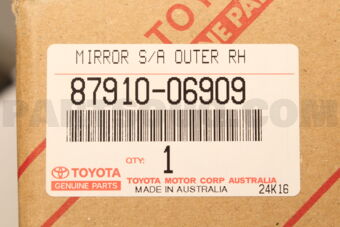 MIRROR S/A OUTER RH
87910-06909
QTY: 1
TOYOTA
GENUINE PARTS
TOYOTA MOTOR CORP AUSTRALIA
MADE IN AUSTRALIA 24K16